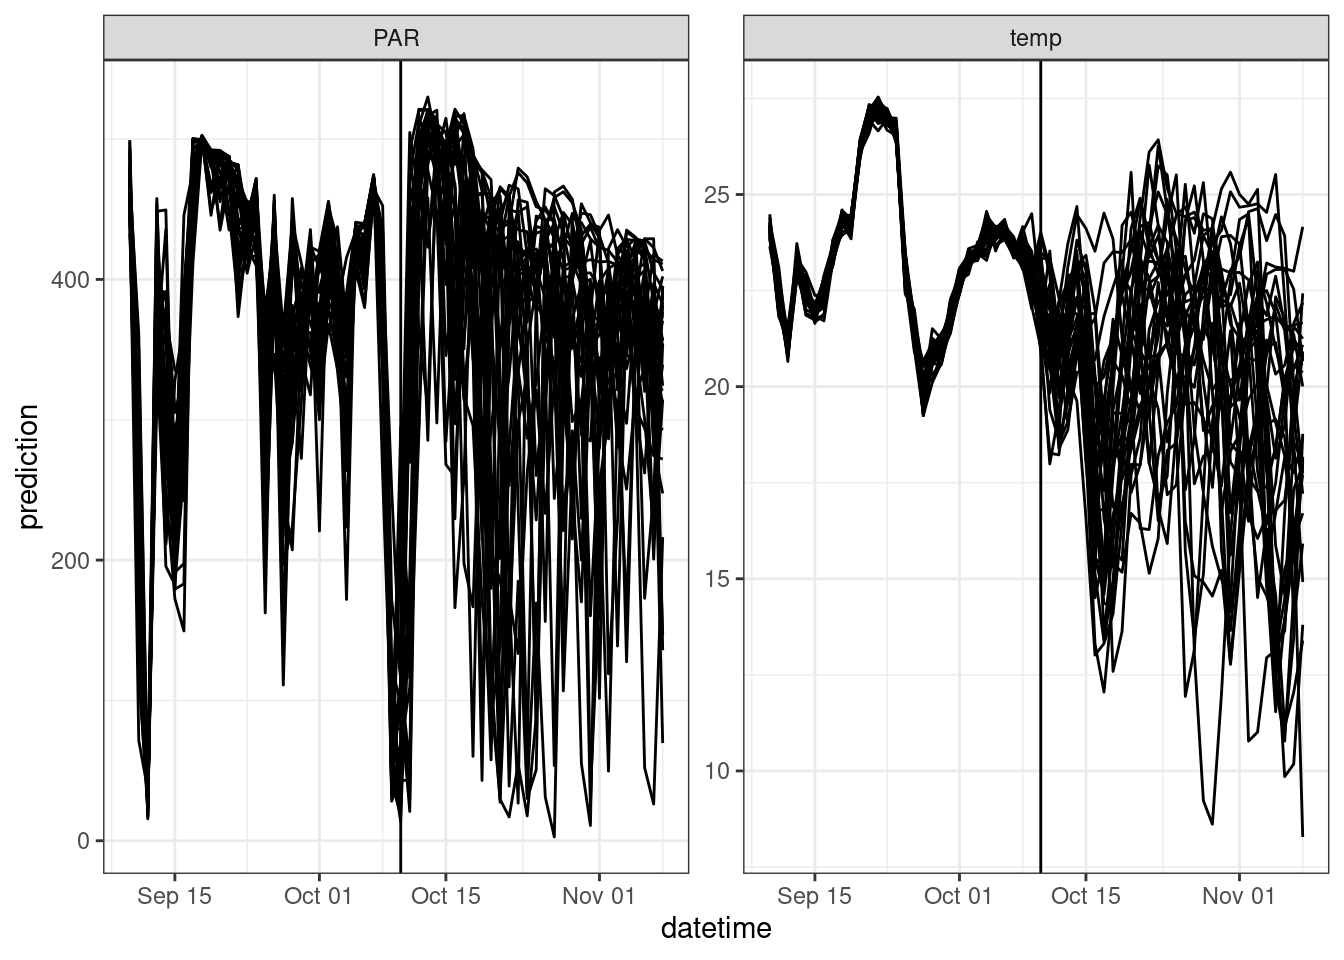 PAR
temp
prediction
400
200
0
25
20
15
10
Sep 15
Oct 01
Oct 15
Nov 01
Sep 15
Oct 01
Oct 15
Nov 01
datetime